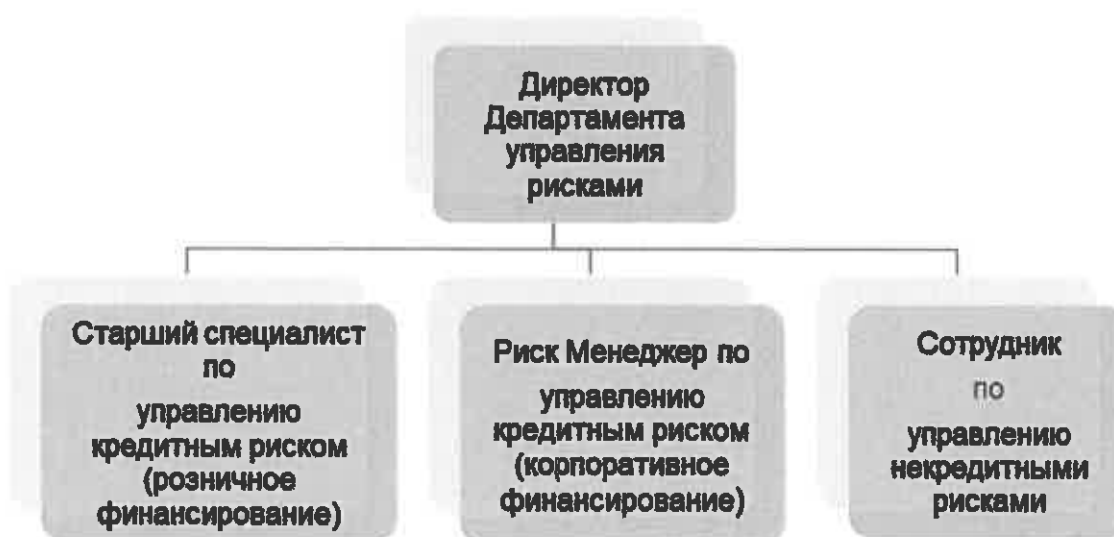 Директор
Департамента
управления
рисками
Старший специалист
по
управлению
кредитным риском
(розничное
финансирование)
Риск Менеджер по
управлению
кредитным риском
(корпоративное
финансирование)
Сотрудник
по
управлению
некредитными
рисками